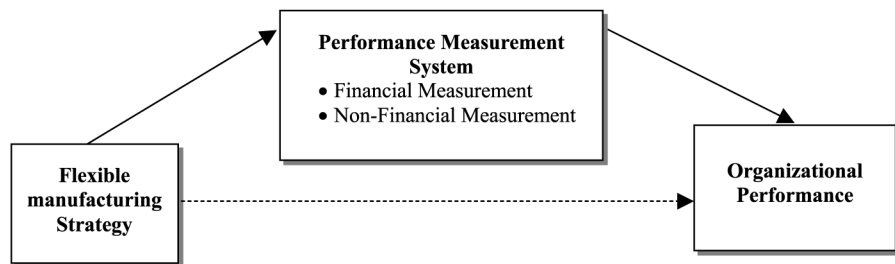 Performance Measurement
System
• Financial Measurement
• Non-Financial Measurement
Flexible
manufacturing
Strategy
Organizational
Performance